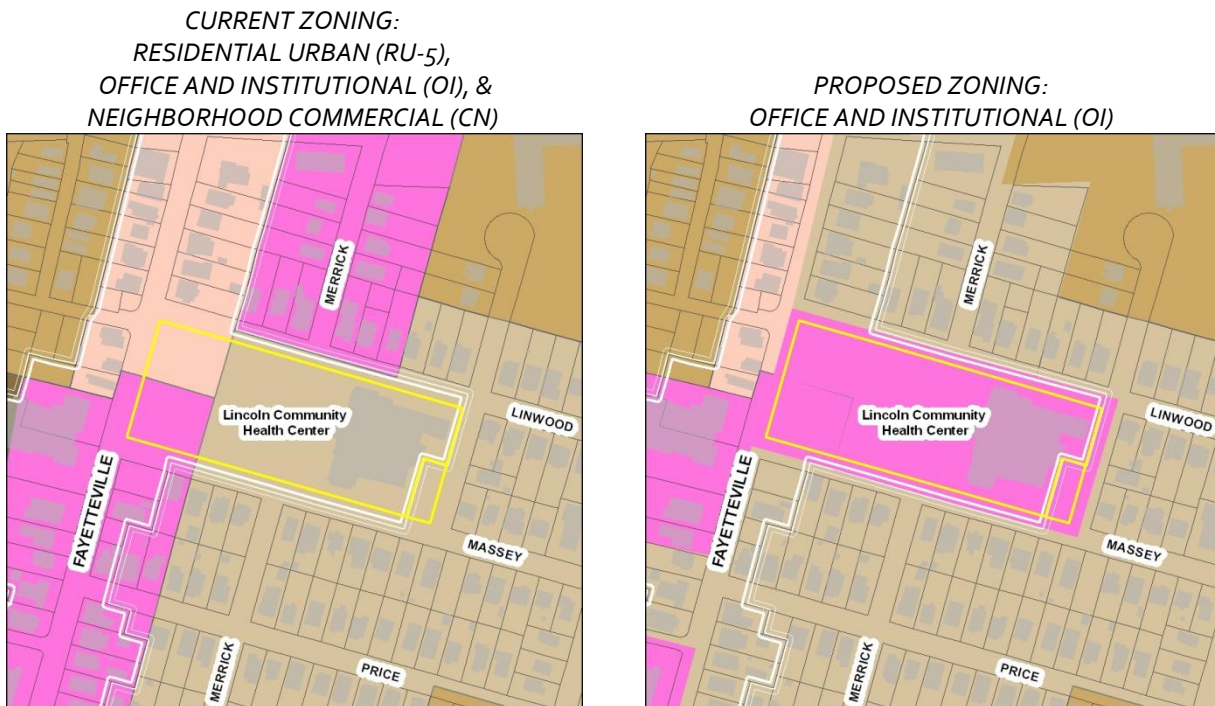 CURRENT ZONING:
RESIDENTIAL URBAN (RU-5),
OFFICE AND INSTITUTIONAL (OI), &
NEIGHBORHOOD COMMERCIAL (CN)
MERRICK
Lincoln Community
Health Center
LINWOOD
FAYETTEVILLE
MASSEY
MERRICK
PRICE
PROPOSED ZONING:
OFFICE AND INSTITUTIONAL (OI)
MERRICK
Lincoln Community
Health Center
LINWOOD
FAYETTEVILLE
MASSEY
MERRICK
PRICE